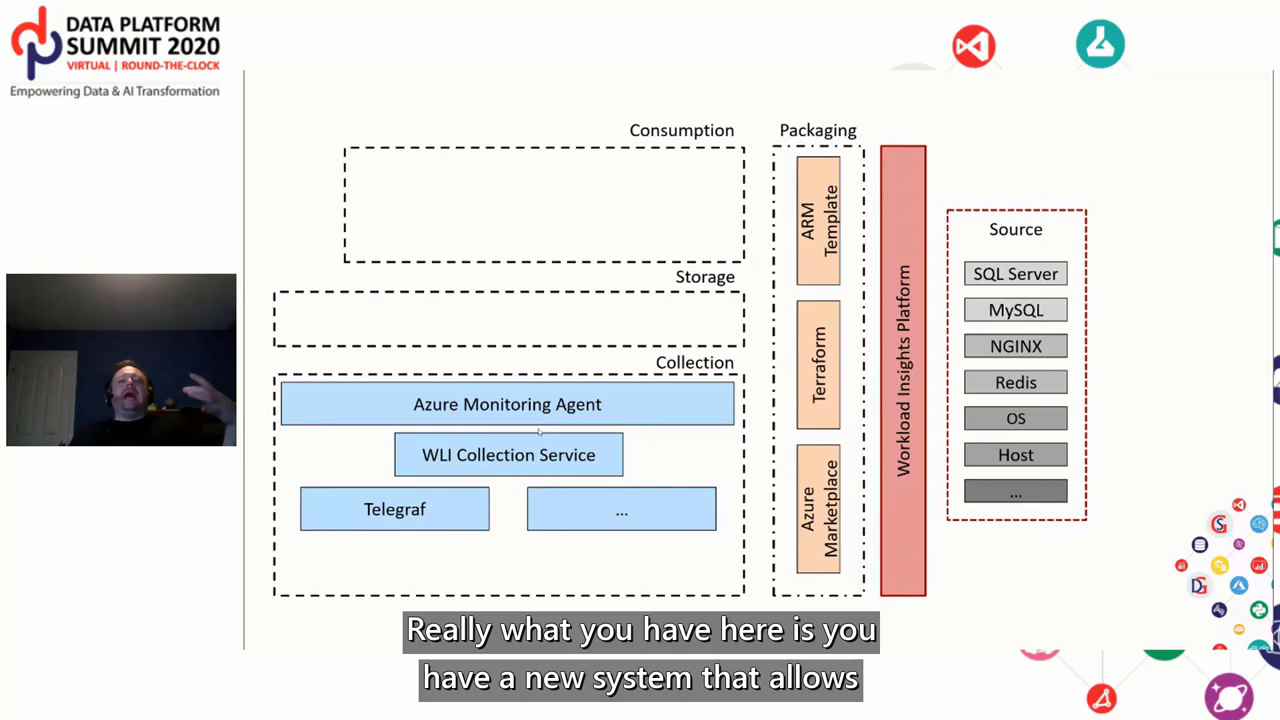 DATA PLATFORM
SUMMIT 2020
VIRTUAL | ROUND-THE-CLOCK
Empowering Data & AI Transformation
Consumption
Storage
Collection
Azure Monitoring Agent
WLI Collection Service
Telegraf
...
Packaging
ARM
Template
Terraform
Azure
Marketplace
Workload Insights Platform
Source
SQL Server
MySQL
NGINX
Redis
OS
Host
...
Really what you have here is you
have a new system that allows